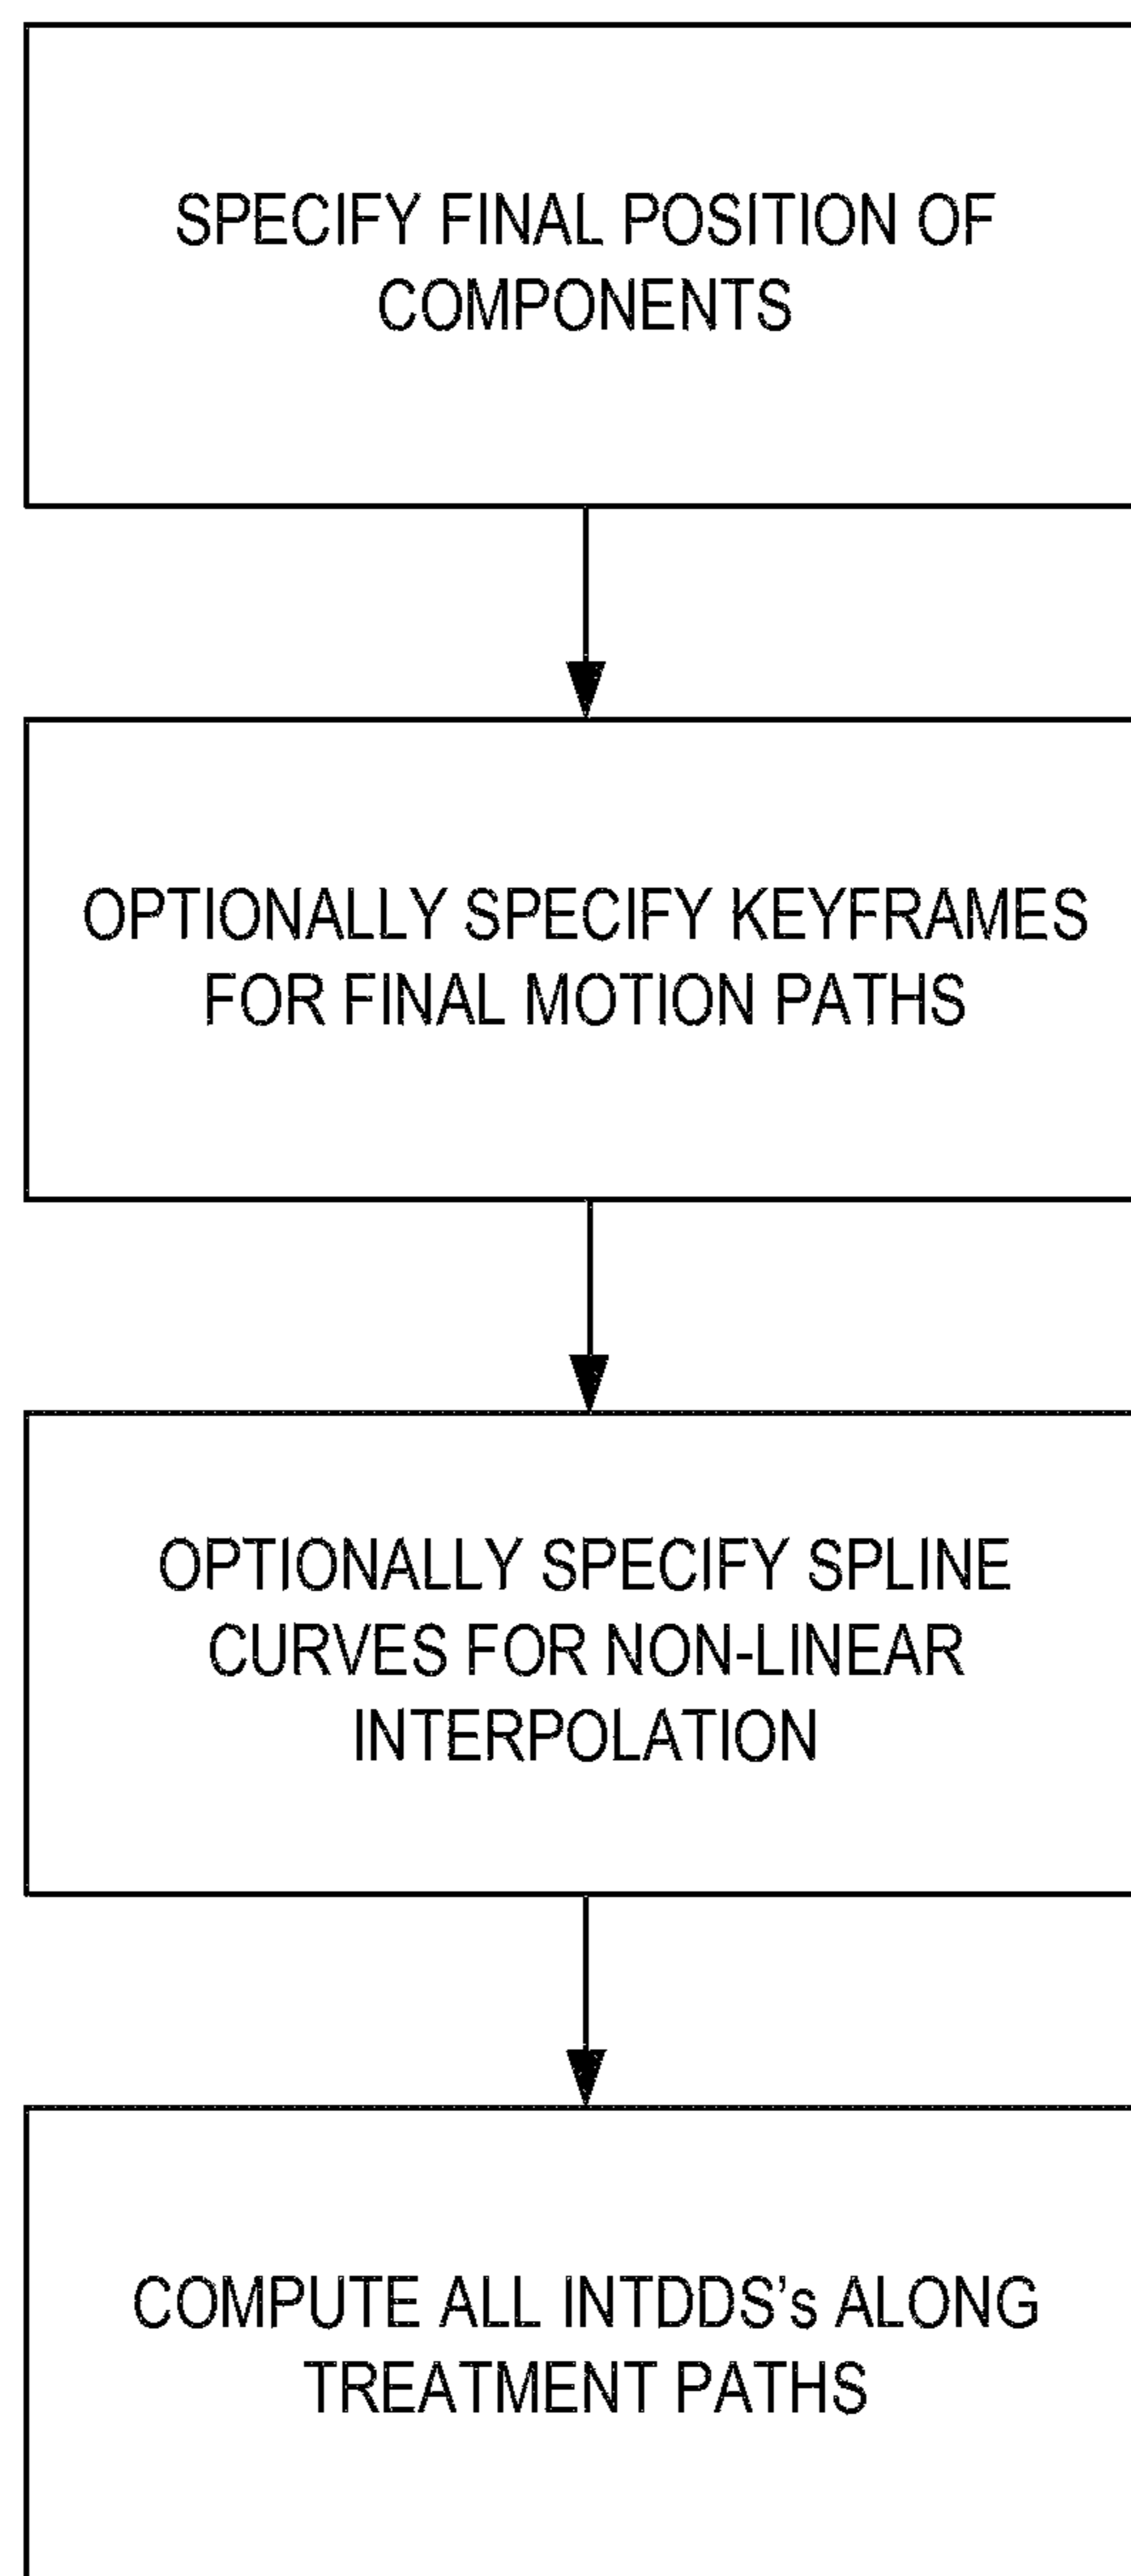 SPECIFY FINAL POSITION OF
COMPONENTS
OPTIONALLY SPECIFY KEYFRAMES
FOR FINAL MOTION PATHS
OPTIONALLY SPECIFY SPLINE
CURVES FOR NON-LINEAR
INTERPOLATION
COMPUTE ALL INTDDS's ALONG
TREATMENT PATHS